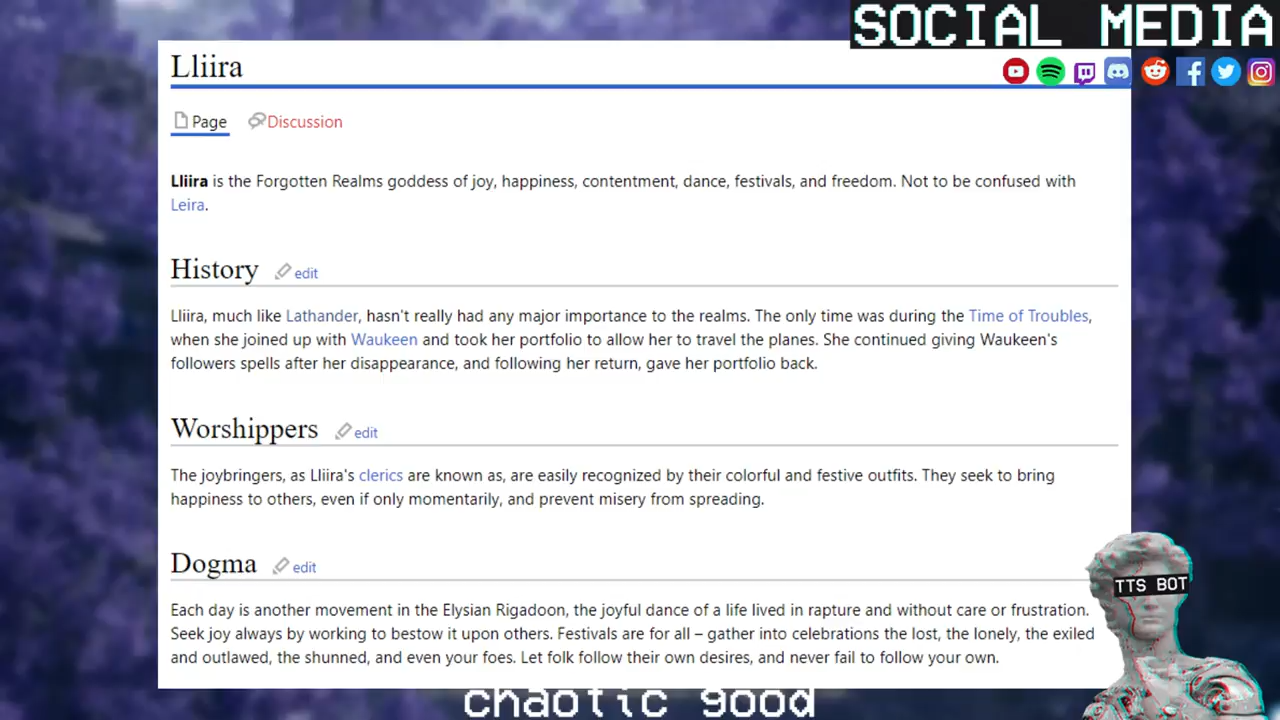 SOCIAL MEDIA
Lliira
Page Discussion
Lliira is the Forgotten Realms goddess of joy, happiness, contentment, dance, festivals, and freedom. Not to be confused with
Leira.
History edit
Lliira, much like Lathander, hasn't really had any major importance to the realms. The only time was during the Time of Troubles,
when she joined up with Waukeen and took her portfolio to allow her to travel the planes. She continued giving Waukeen's
followers spells after her disappearance, and following her return, gave her portfolio back.
Worshippers edit
The joybringers, as Lliira's clerics are known as, are easily recognized by their colorful and festive outfits. They seek to bring
happiness to others, even if only momentarily, and prevent misery from spreading.
Dogma edit
Each day is another movement in the Elysian Rigadoon, the joyful dance of a life lived in rapture and without care or frustration.
Seek joy always by working to bestow it upon others. Festivals are for all – gather into celebrations the lost, the lonely, the exiled
and outlawed, the shunned, and even your foes. Let folk follow their own desires, and never fail to follow your own.
TTS BOT
chaotic good